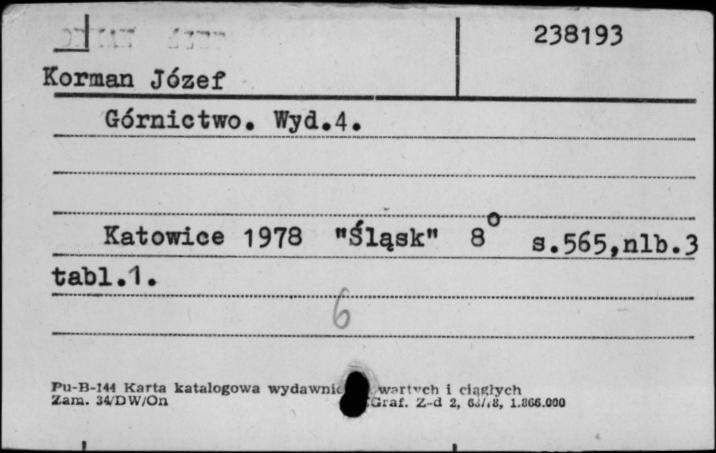 238193
Korman Józef
Górnictwo. Wyd.4.
Katowice 1978 "Śląsk" 8° s.565,nlb.3
tabl.1.
6
Pu-B-144 Karta katalogowa wydawnic wartych i ciągłych
Zam. 34/DW/On Graf. Z-d 2, 1.866.000